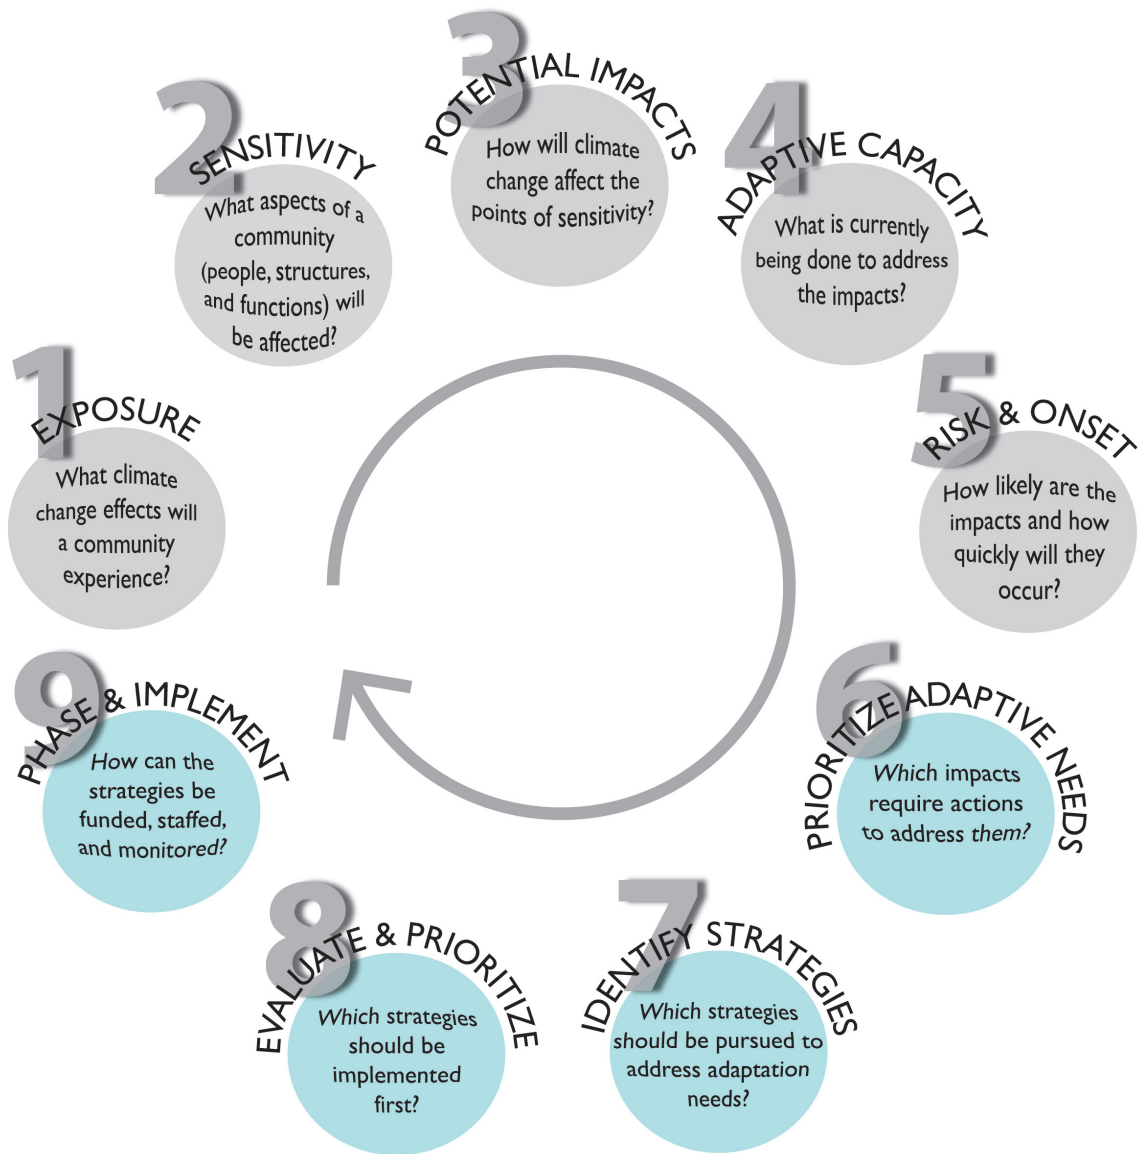 1
EXPOSURE
What climate
change effects will
a community
experience?
2
SENSITIVITY
What aspects of a
community
(people, structures,
and functions) will
be affected?
3
POTENTIAL IMPACTS
How will climate
change affect the
points of sensitivity?
4
ADAPTIVE CAPACITY
What is currently
being done to address
the impacts?
5
RISK & ONSET
How likely are the
impacts and how
quickly will they
occur?
6
PRIORITIZE ADAPTIVE NEEDS
Which impacts
require actions
to address them?
7
IDENTIFY STRATEGIES
Which strategies
should be pursued to
address adaptation
needs?
8
EVALUATE & PRIORITIZE
Which strategies
should be
implemented
first?
9
PHASE & IMPLEMENT
How can the
strategies be
funded, staffed,
and monitored?